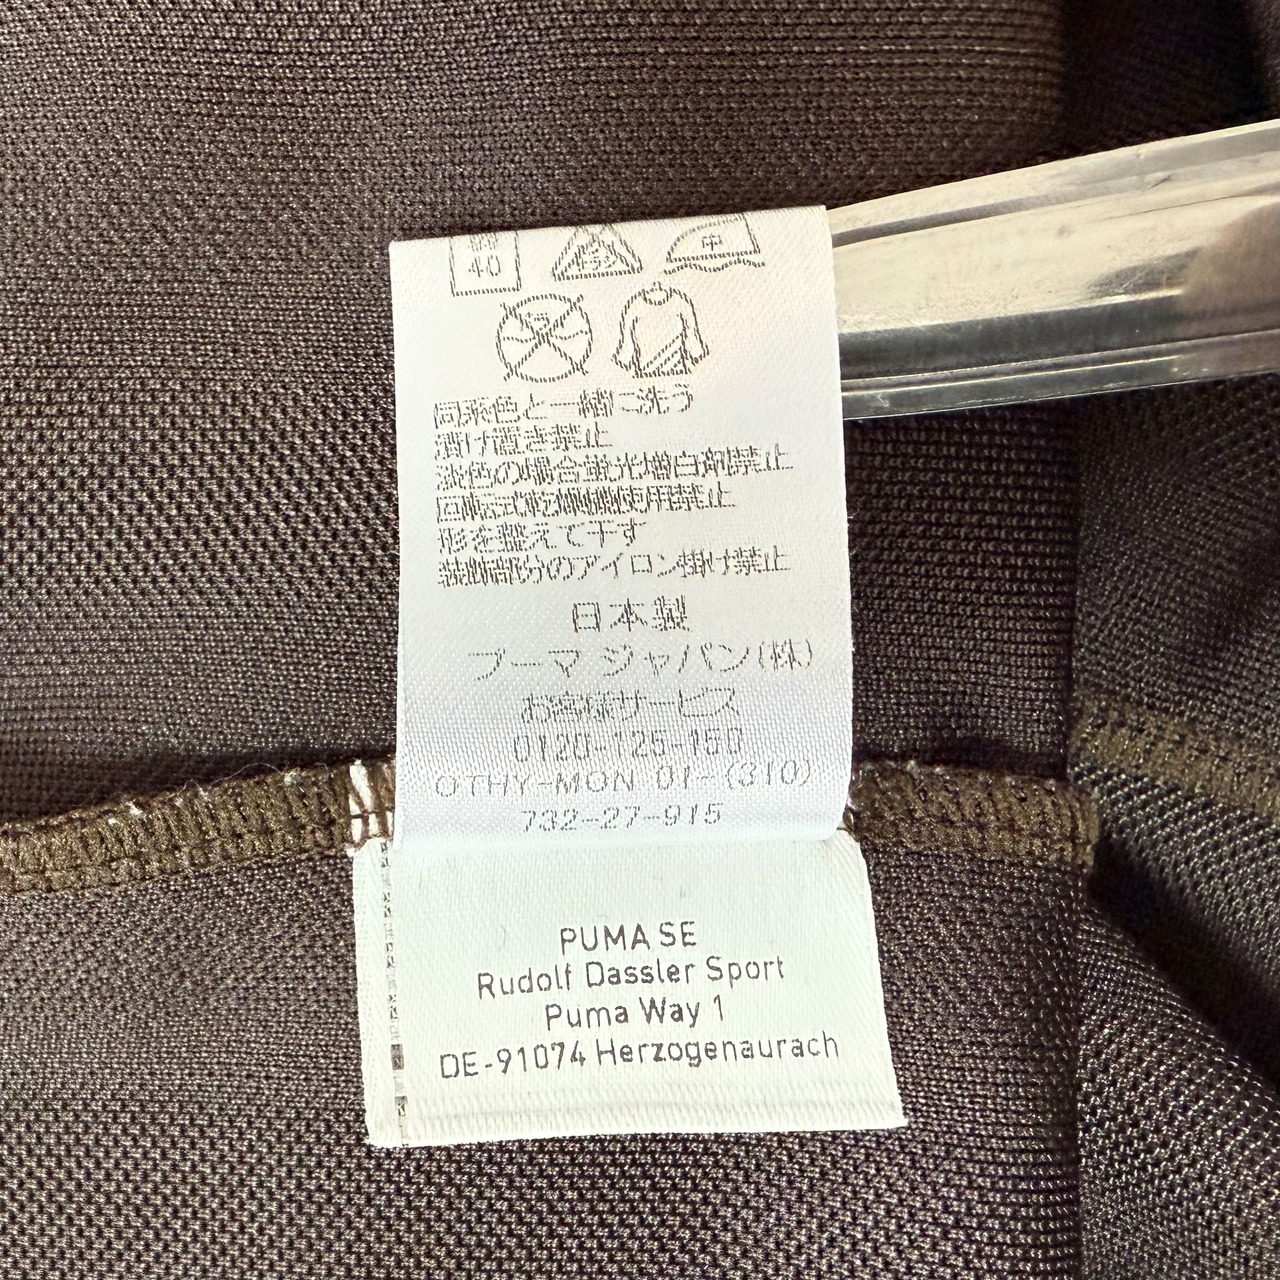 40
中
同系色と一緒に洗う
漬け置き禁止
淡色の場合蛍光増白剤禁止
回転式乾燥機使用禁止
形を整えて干す
装飾部分のアイロン掛け禁止
日本製
プーマ ジャパン(株)
お客様サービス
0120-125-150
OTHY-MON 01-(310)
732-27-915
PUMA SE
Rudolf Dassler Sport
Puma Way 1
DE-91074 Herzogenaurach